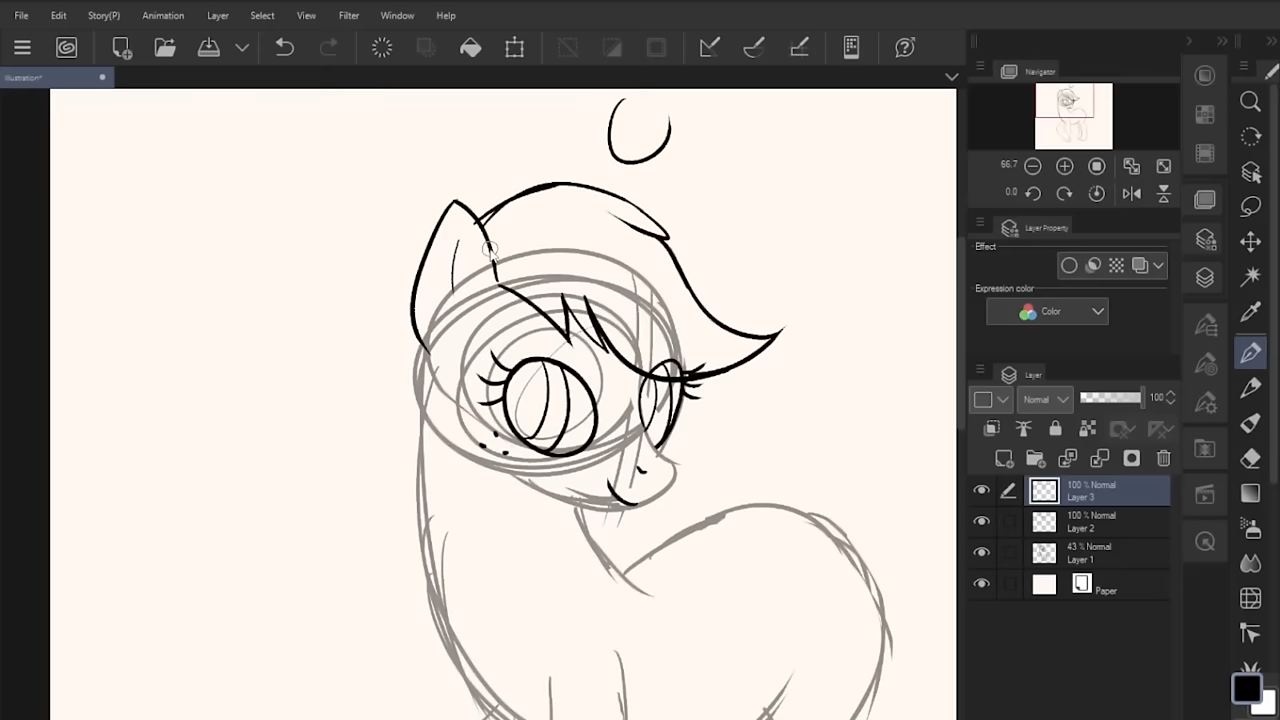 File Edit Story(P) Animation Layer Select View Filter Window Help
Illustration*
Navigator
66.7
0.0
Layer Property
Effect
Expression color
Color
Layer
Normal 100
100 % Normal
Layer 3
100 % Normal
Layer 2
43 % Normal
Layer 1
Paper